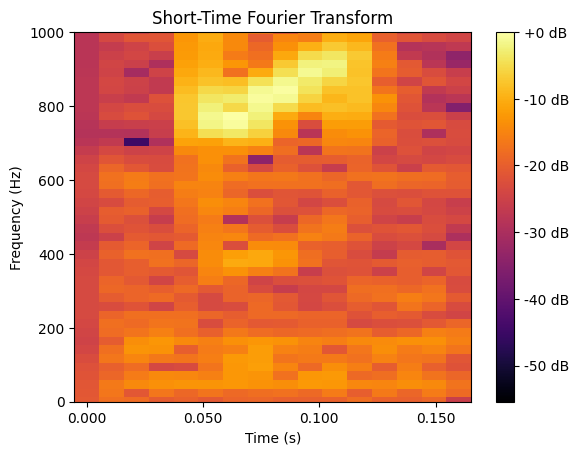 Short-Time Fourier Transform
1000
800
600
400
200
0
Frequency (Hz)
0.000
0.050
0.100
0.150
Time (s)
+0 dB
-10 dB
-20 dB
-30 dB
-40 dB
-50 dB